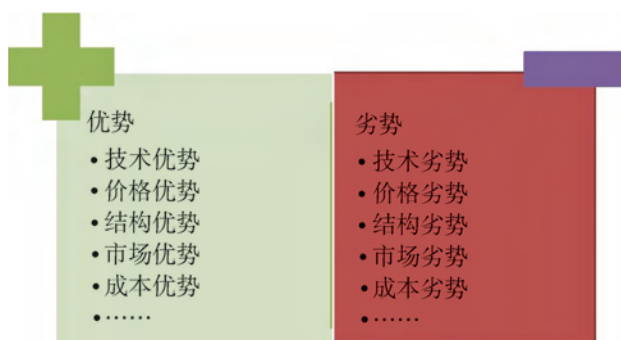 优势
•技术优势
•价格优势
•结构优势
•市场优势
•成本优势
•……
劣势
•技术劣势
•价格劣势
•结构劣势
•市场劣势
•成本劣势
•……